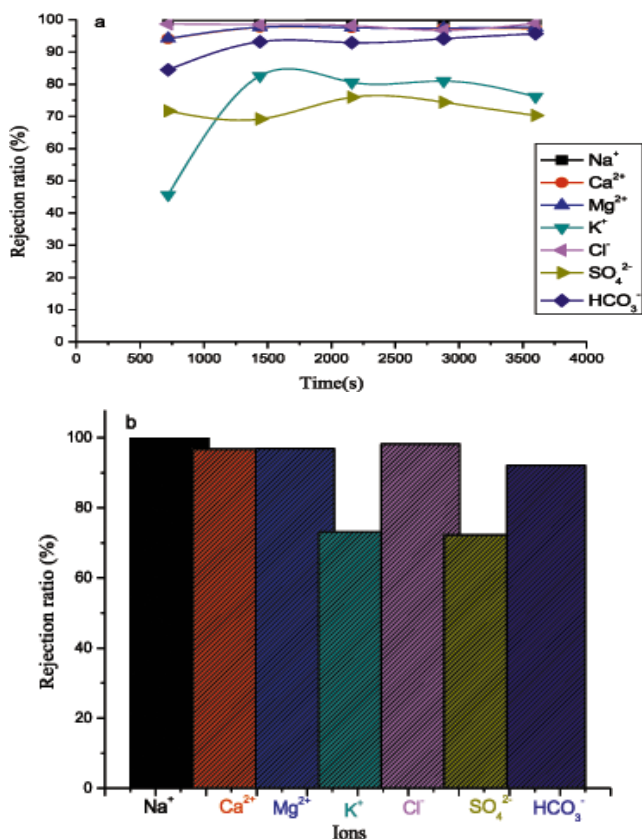 a
100
90
80
70
60
50
40
30
20
10
0
Rejection ratio (%)
0 500 1000 1500 2000 2500 3000 3500 4000
Time(s)
Na⁺
Ca²⁺
Mg²⁺
K⁺
Cl⁻
SO₄²⁻
HCO₃⁻
b
100
80
60
40
20
0
Rejection ratio (%)
Na⁺ Ca²⁺ Mg²⁺ K⁺ Cl⁻ SO₄²⁻ HCO₃⁻
Ions